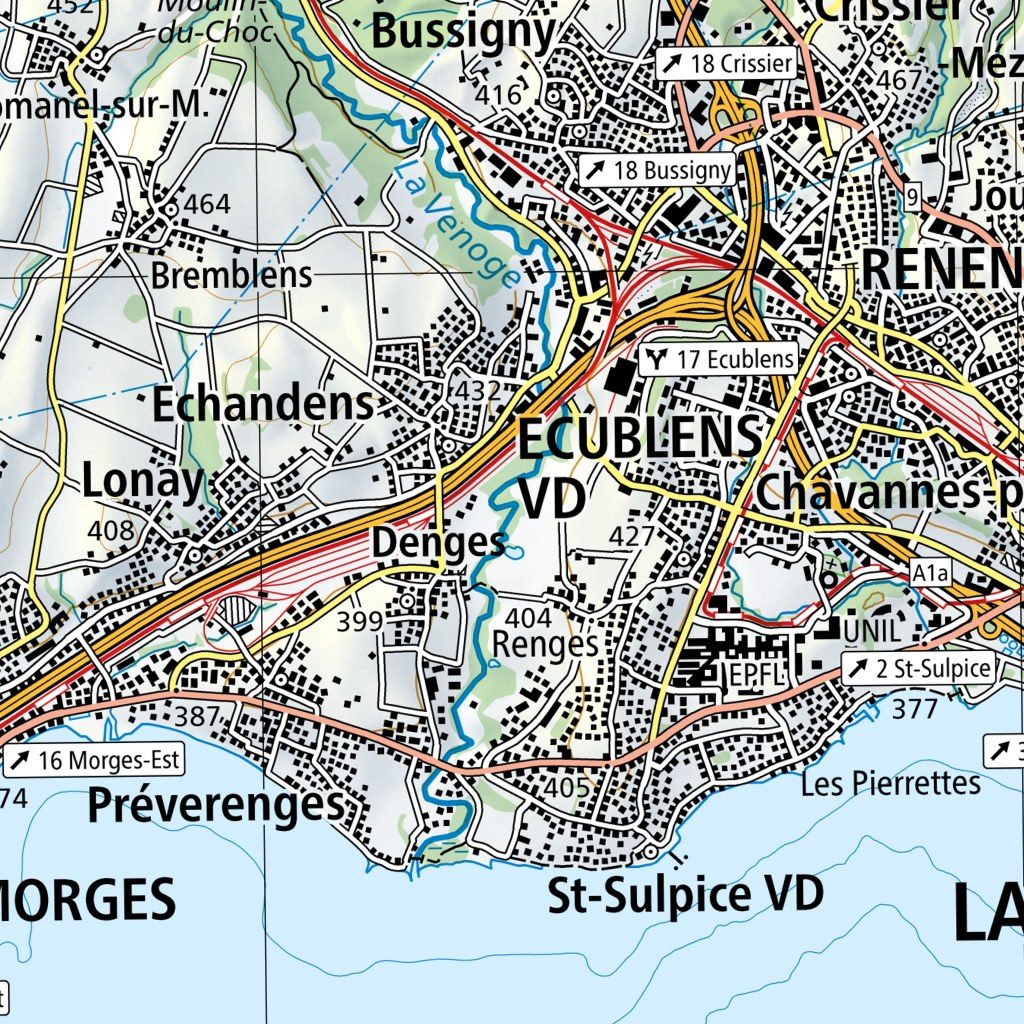 452
Moulin-
du-Choc
Bussigny
Crissier
18 Crissier
-Méz
416
467
omanel-sur-M.
18 Bussigny
La Venoge
464
9
Jou
Bremblens
RENEN
17 Ecublens
432
Echandens
ECUBLENS
VD
Lonay
Chavannes-p
408
Denges
427
A1a
399
404
Renges
UNIL
EPFL
2 St-Sulpice
387
377
16 Morges-Est
3
74
Préverenges
405
Les Pierrettes
MORGES
St-Sulpice VD
LA
t